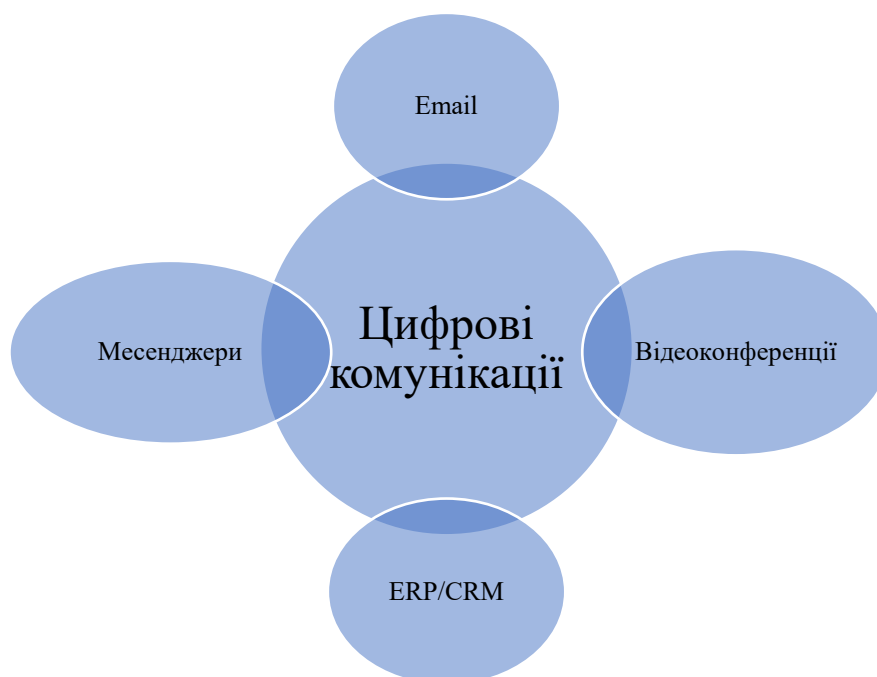 Email
Цифрові
комунікації
Месенджери
Відеоконференції
ERP/CRM